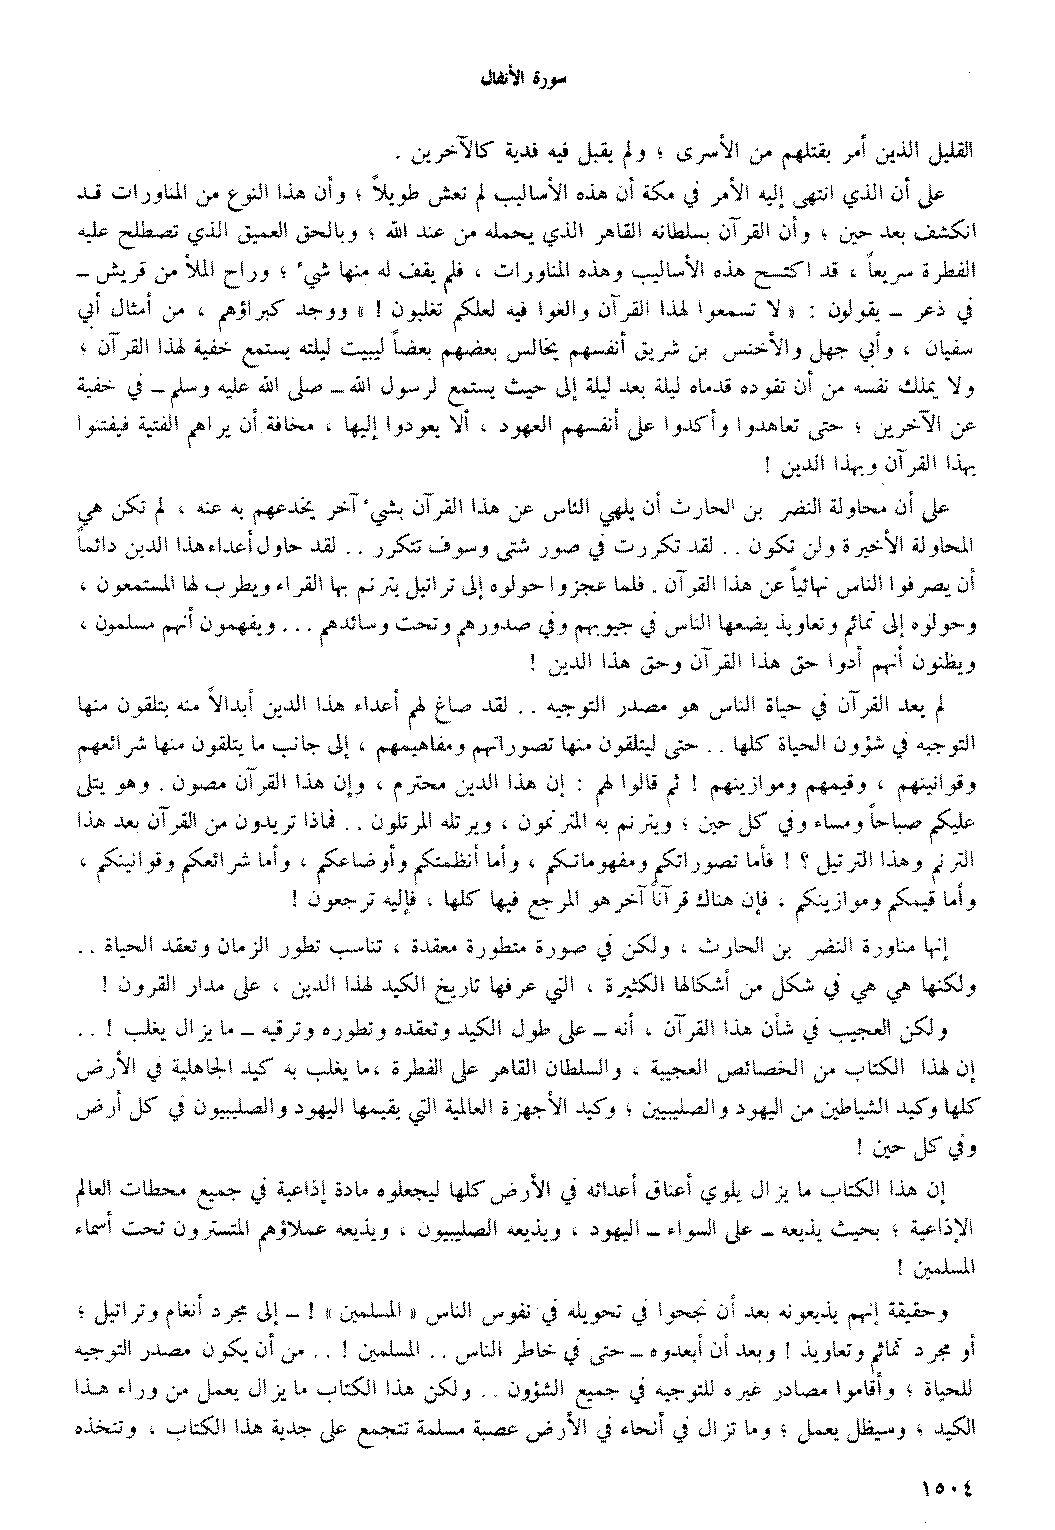 سورة الأنفال
القليل الذين أمر بقتلهم من الأسرى ؛ ولم يقبل فيه فدية كالآخرين .
على أن الذي انتهى إليه الأمر في مكة أن هذه الأساليب لم تعش طويلاً ؛ وأن هذا النوع من المناورات قد
انكشف بعد حين ؛ وأن القرآن بسلطانه القاهر الذي يحمله من عند الله ؛ وبالحق العميق الذي تصطلح عليه
الفطرة سريعاً ، قد اكتسح هذه الأساليب وهذه المناورات ، فلم يقف له منها شيء ؛ وراح الملأ من قريش –
في ذعر – يقولون : « لا تسمعوا لهذا القرآن والغوا فيه لعلكم تغلبون ! » ووجد كبراؤهم ، من أمثال أبي
سفيان ، وأبي جهل والأخنس بن شريق أنفسهم يخالس بعضهم بعضاً ليبيت ليلته يستمع خفية لهذا القرآن ؛
ولا يملك نفسه من أن تقوده قدماه ليلة بعد ليلة إلى حيث يستمع لرسول الله – صلى الله عليه وسلم – في خفية
عن الآخرين ؛ حتى تعاهدوا وأكدوا على أنفسهم العهود ، ألا يعودوا إليها ، مخافة أن يراهم الفتية فيفتنوا
بهذا القرآن وبهذا الدين !
على أن محاولة النضر بن الحارث أن يلهي الناس عن هذا القرآن بشيء آخر يخدعهم به عنه ، لم تكن هي
المحاولة الأخيرة ولن تكون .. لقد تكررت في صور شتى وسوف تتكرر .. لقد حاول أعداء هذا الدين دائماً
أن يصرفوا الناس نهائياً عن هذا القرآن . فلما عجزوا حولوه إلى تراتيل يترنم بها القراء ويطرب لها المستمعون ،
وحولوه إلى تمائم وتعاويذ يضعها الناس في جيوبهم وفي صدورهم وتحت وسائدهم ... ويفهمون أنهم مسلمون ،
ويظنون أنهم أدوا حق هذا القرآن وحق هذا الدين !
لم يعد القرآن في حياة الناس هو مصدر التوجيه .. لقد صاغ لهم أعداء هذا الدين أبدالاً منه يتلقون منها
التوجيه في شؤون الحياة كلها .. حتى ليتلقون منها تصوراتهم ومفاهيمهم ، إلى جانب ما يتلقون منها شرائعهم
وقوانينهم ، وقيمهم وموازينهم ! ثم قالوا لهم : إن هذا الدين محترم ، وإن هذا القرآن مصون . وهو يتلى
عليكم صباحاً ومساء وفي كل حين ؛ ويترنم به المترنمون ، ويرتله المرتلون .. فماذا تريدون من القرآن بعد هذا
الترنم وهذا الترتيل ؟ ! فأما تصوراتكم ومفهوماتكم ، وأما أنظمتكم وأوضاعكم ، وأما شرائعكم وقوانينكم ،
وأما قيمكم وموازينكم ، فإن هناك قرآناً آخر هو المرجع فيها كلها ، فإليه ترجعون !
إنها مناورة النضر بن الحارث ، ولكن في صورة متطورة معقدة ، تناسب تطور الزمان وتعقد الحياة ..
ولكنها هي هي في شكل من أشكالها الكثيرة ، التي عرفها تاريخ الكيد لهذا الدين ، على مدار القرون !
ولكن العجيب في شأن هذا القرآن ، أنه – على طول الكيد وتعقده وتطوره وترقيه – ما يزال يغلب ! ..
إن لهذا الكتاب من الخصائص العجيبة ، والسلطان القاهر على الفطرة ، ما يغلب به كيد الجاهلية في الأرض
كلها وكيد الشياطين من اليهود والصليبيين ؛ وكيد الأجهزة العالمية التي يقيمها اليهود والصليبيون في كل أرض
وفي كل حين !
إن هذا الكتاب ما يزال يلوي أعناق أعدائه في الأرض كلها ليجعلوه مادة إذاعية في جميع محطات العالم
الإذاعية ؛ بحيث يذيعه – على السواء – اليهود ، ويذيعه الصليبيون ، ويذيعه عملاؤهم المتسترون تحت أسماء
المسلمين !
وحقيقة إنهم يذيعونه بعد أن نجحوا في تحويله في نفوس الناس « المسلمين » ! – إلى مجرد أنغام وتراتيل ؛
أو مجرد تمائم وتعاويذ ! وبعد أن أبعدوه – حتى في خاطر الناس .. المسلمين ! .. من أن يكون مصدر التوجيه
للحياة ؛ وأقاموا مصادر غيره للتوجيه في جميع الشؤون .. ولكن هذا الكتاب ما يزال يعمل من وراء هذا
الكيد ؛ وسيظل يعمل ؛ وما تزال في أنحاء في الأرض عصبة مسلمة تتجمع على جدية هذا الكتاب ، وتتخذه
١٥٠٤